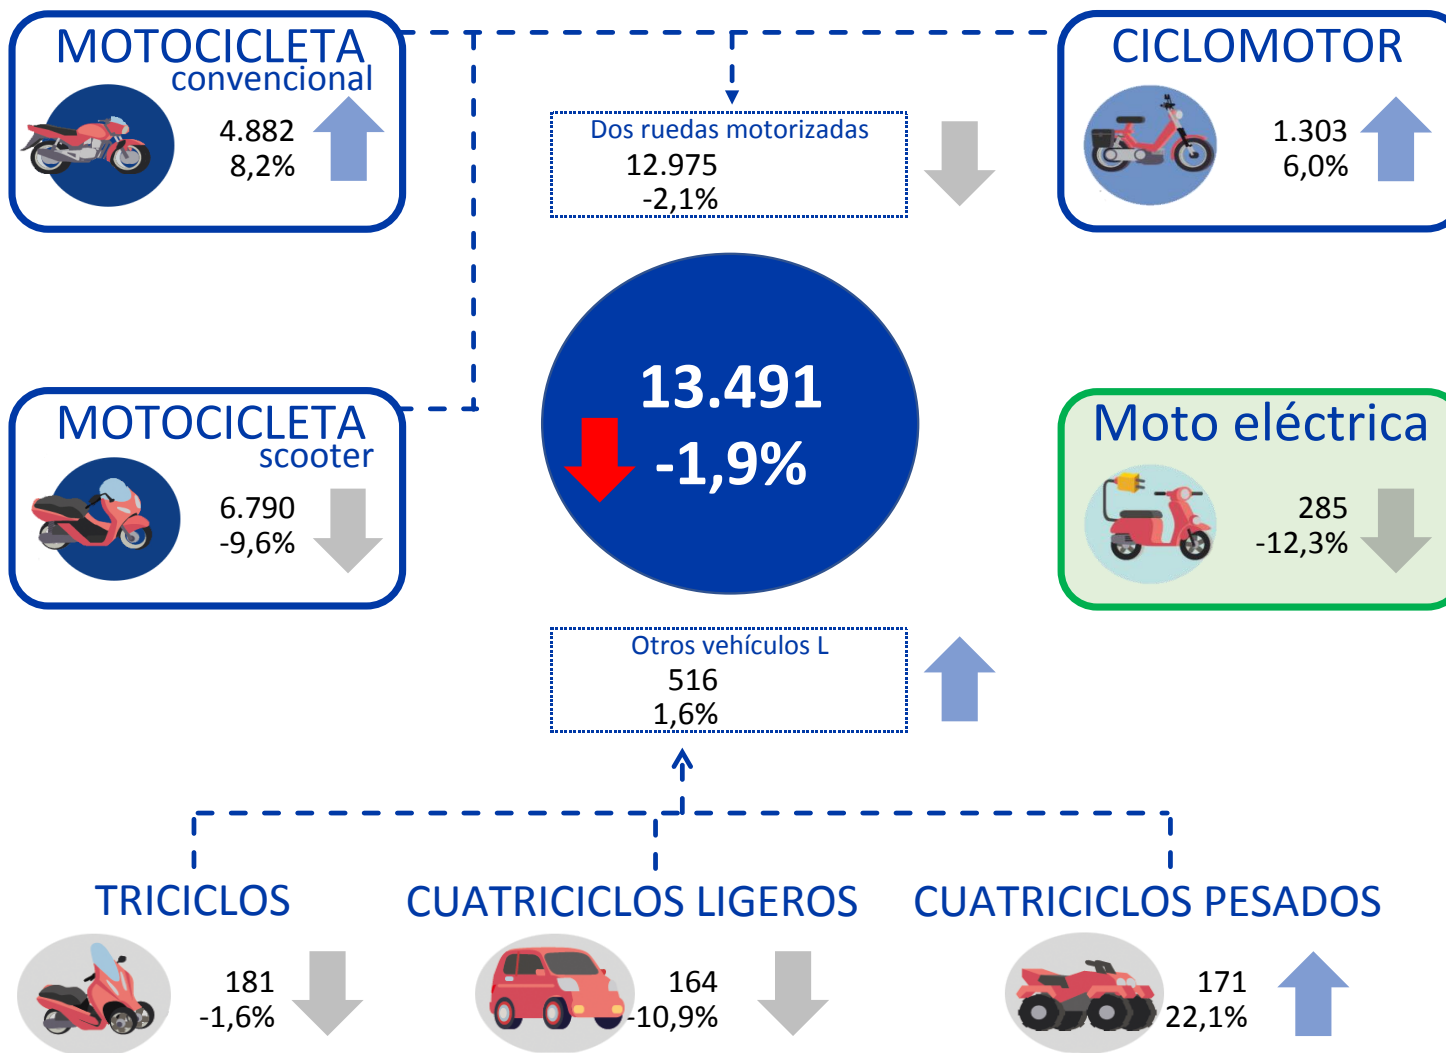 MOTOCICLETA
convencional
4.882
8,2%
Dos ruedas motorizadas
12.975
-2,1%
CICLOMOTOR
1.303
6,0%
13.491
-1,9%
MOTOCICLETA
scooter
6.790
-9,6%
Moto eléctrica
285
-12,3%
Otros vehículos L
516
1,6%
TRICICLOS
181
-1,6%
CUATRICICLOS LIGEROS
164
-10,9%
CUATRICICLOS PESADOS
171
22,1%